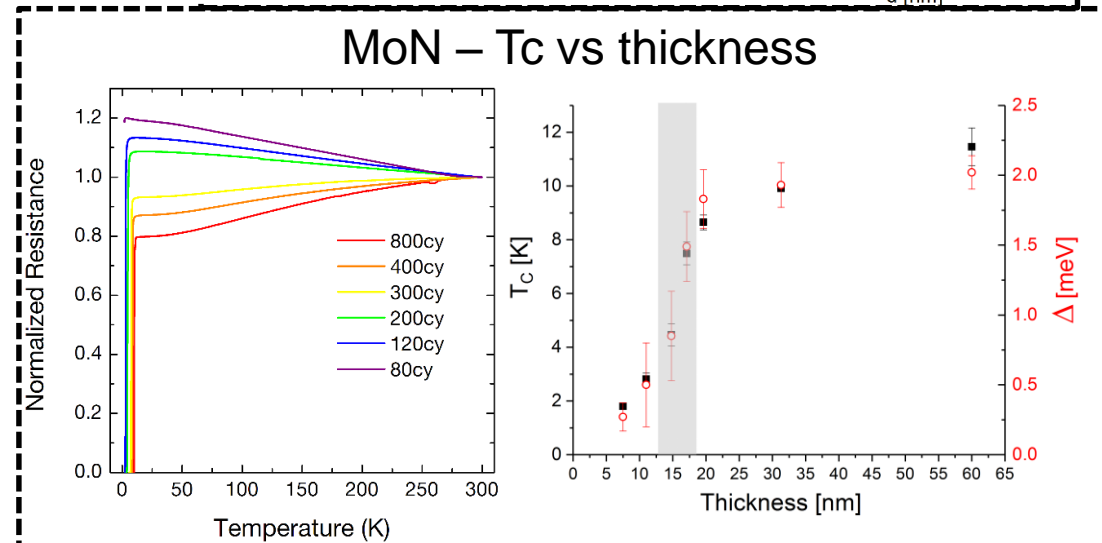 d [nm]
MoN – Tc vs thickness
Normalized Resistance
1.2
1.0
0.8
0.6
0.4
0.2
0.0
800cy
400cy
300cy
200cy
120cy
80cy
0 50 100 150 200 250 300
Temperature (K)
T_C [K]
12
10
8
6
4
2
0
0 5 10 15 20 25 30 35 40 45 50 55 60 65
Thickness [nm]
2.5
2.0
1.5
1.0
0.5
0.0
Δ [meV]